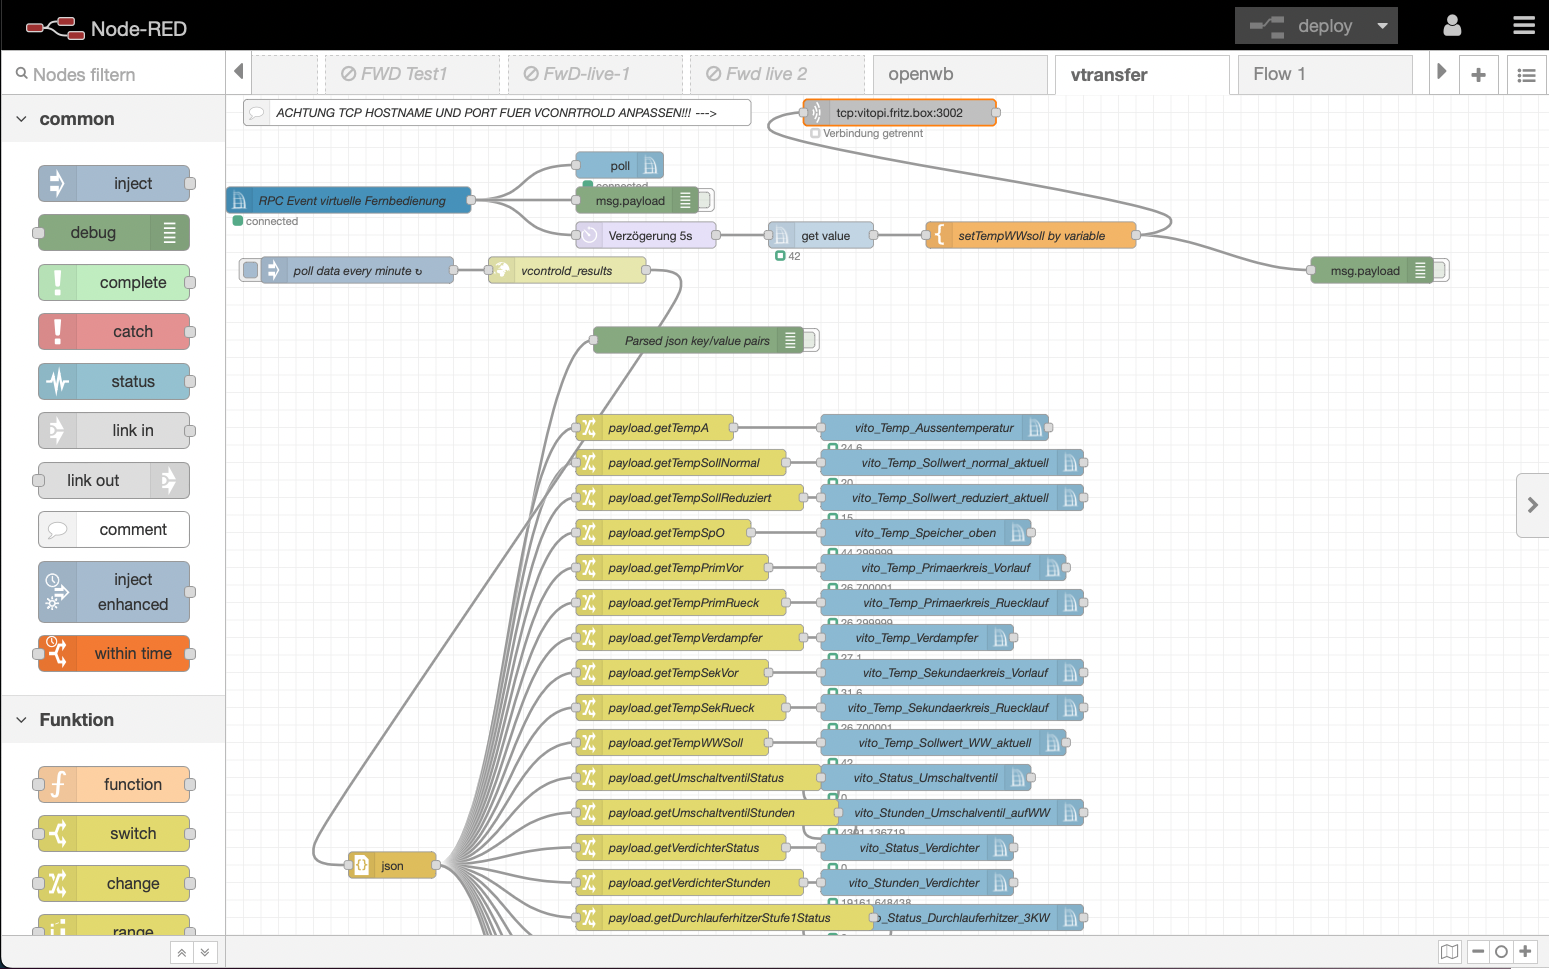 Node-RED
deploy
Nodes filtern
FWD Test1
FwD-live-1
Fwd live 2
openwb
vtransfer
Flow 1
common
inject
debug
complete
catch
status
link in
link out
comment
inject
enhanced
within time
Funktion
function
switch
change
range
ACHTUNG TCP HOSTNAME UND PORT FUER VCONRTROLD ANPASSEN!!! --->
tcp:vitopi.fritz.box:3002
Verbindung getrennt
poll
connected
RPC Event virtuelle Fernbedienung
connected
msg.payload
Verzögerung 5s
get value
42
setTempWWsoll by variable
msg.payload
poll data every minute ↻
vcontrold_results
Parsed json key/value pairs
payload.getTempA
vito_Temp_Aussentemperatur
24.6
payload.getTempSollNormal
vito_Temp_Sollwert_normal_aktuell
20
payload.getTempSollReduziert
vito_Temp_Sollwert_reduziert_aktuell
15
payload.getTempSpO
vito_Temp_Speicher_oben
44.299999
payload.getTempPrimVor
vito_Temp_Primaerkreis_Vorlauf
26.700001
payload.getTempPrimRueck
vito_Temp_Primaerkreis_Ruecklauf
26.299999
payload.getTempVerdampfer
vito_Temp_Verdampfer
27.1
payload.getTempSekVor
vito_Temp_Sekundaerkreis_Vorlauf
31.6
payload.getTempSekRueck
vito_Temp_Sekundaerkreis_Ruecklauf
26.700001
payload.getTempWWSoll
vito_Temp_Sollwert_WW_aktuell
42
payload.getUmschaltventilStatus
vito_Status_Umschaltventil
0
payload.getUmschaltventilStunden
vito_Stunden_Umschalventil_aufWW
4391.136719
payload.getVerdichterStatus
vito_Status_Verdichter
0
payload.getVerdichterStunden
vito_Stunden_Verdichter
19161.648438
payload.getDurchlauferhitzerStufe1Status
o_Status_Durchlauferhitzer_3KW
json